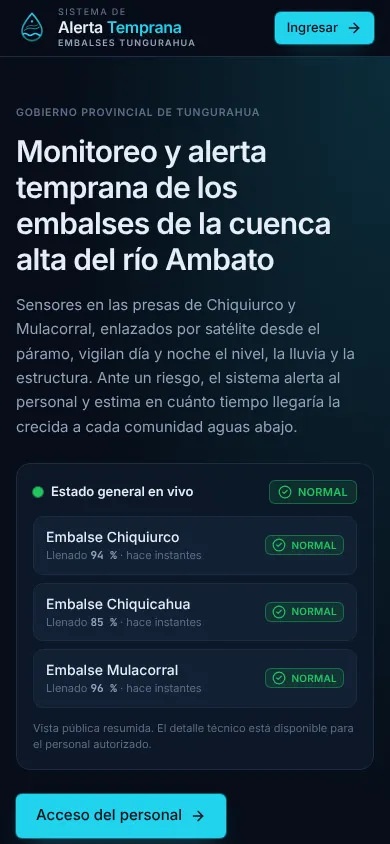 SISTEMA DE
Alerta Temprana
EMBALSES TUNGURAHUA
Ingresar →
GOBIERNO PROVINCIAL DE TUNGURAHUA
Monitoreo y alerta
temprana de los
embalses de la cuenca
alta del río Ambato
Sensores en las presas de Chiquiurco y
Mulacorral, enlazados por satélite desde el
páramo, vigilan día y noche el nivel, la lluvia y la
estructura. Ante un riesgo, el sistema alerta al
personal y estima en cuánto tiempo llegaría la
crecida a cada comunidad aguas abajo.
Estado general en vivo
NORMAL
Embalse Chiquiurco
Llenado 94 % · hace instantes
NORMAL
Embalse Chiquicahua
Llenado 85 % · hace instantes
NORMAL
Embalse Mulacorral
Llenado 96 % · hace instantes
NORMAL
Vista pública resumida. El detalle técnico está disponible para
el personal autorizado.
Acceso del personal →